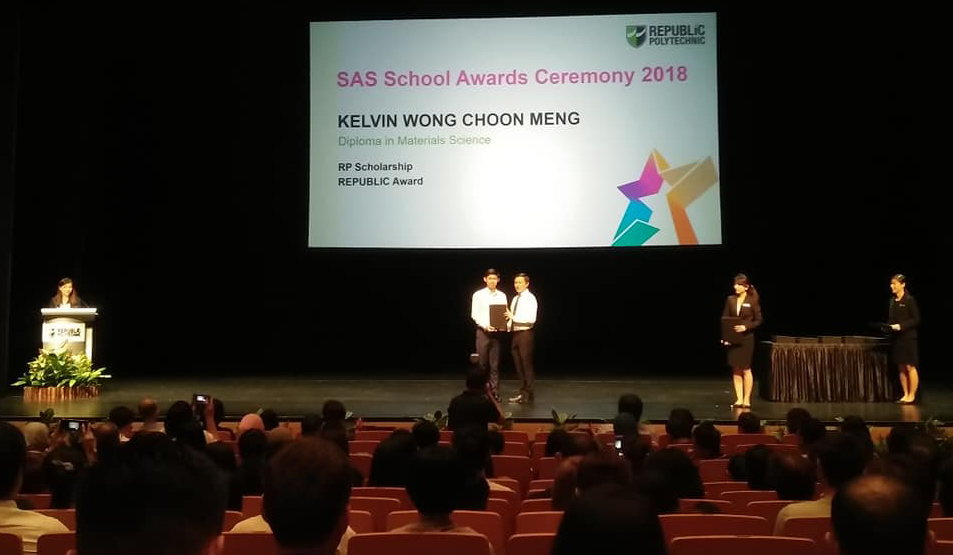 REPUBLIC
POLYTECHNIC
SAS School Awards Ceremony 2018
KELVIN WONG CHOON MENG
Diploma in Materials Science
RP Scholarship
REPUBLIC Award
REPUBLIC